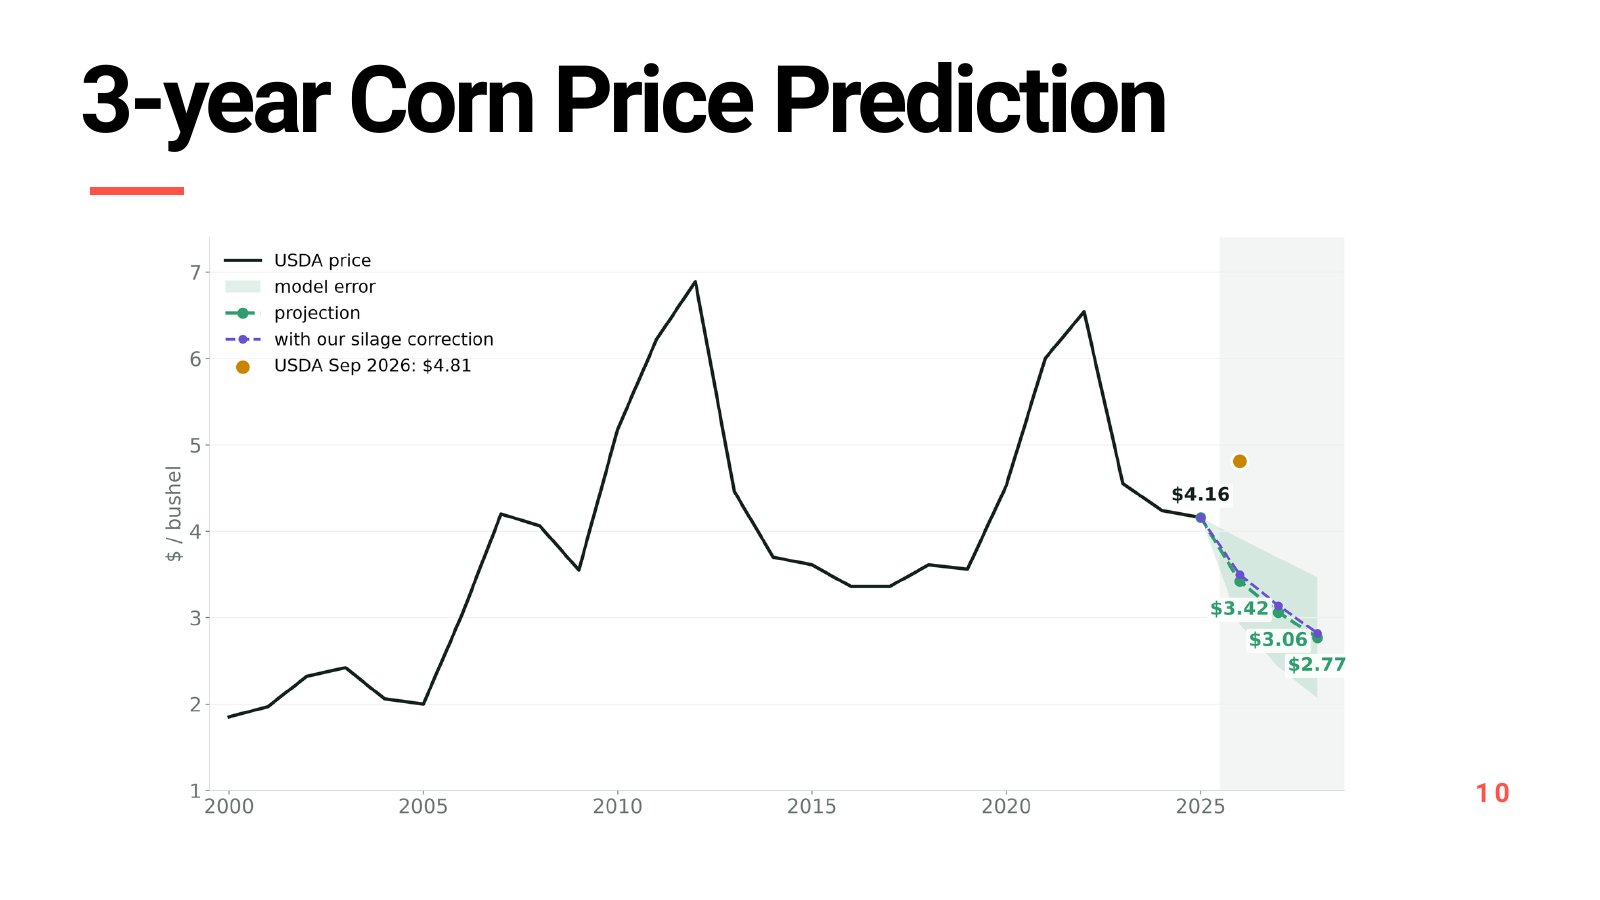 3-year Corn Price Prediction
USDA price
model error
projection
with our silage correction
USDA Sep 2026: $4.81
$ / bushel
7
6
5
4
3
2
1
$4.16
$3.42
$3.06
$2.77
2000
2005
2010
2015
2020
2025
10